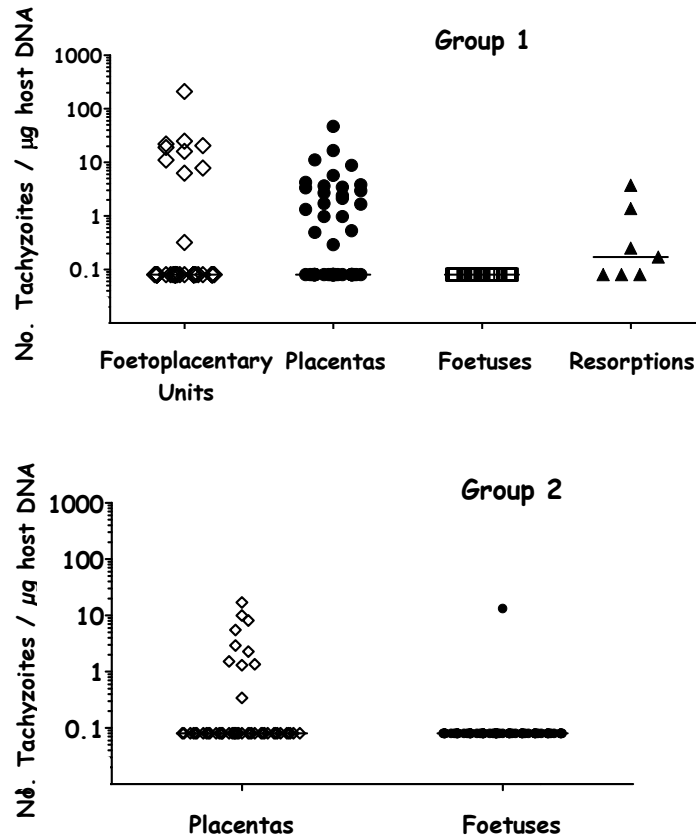 Group 1
No. Tachyzoites / µg host DNA
1000
100
10
1
0.1
Foetoplacentary
Units
Placentas
Foetuses
Resorptions
Group 2
No. Tachyzoites / µg host DNA
1000
100
10
1
0.1
Placentas
Foetuses